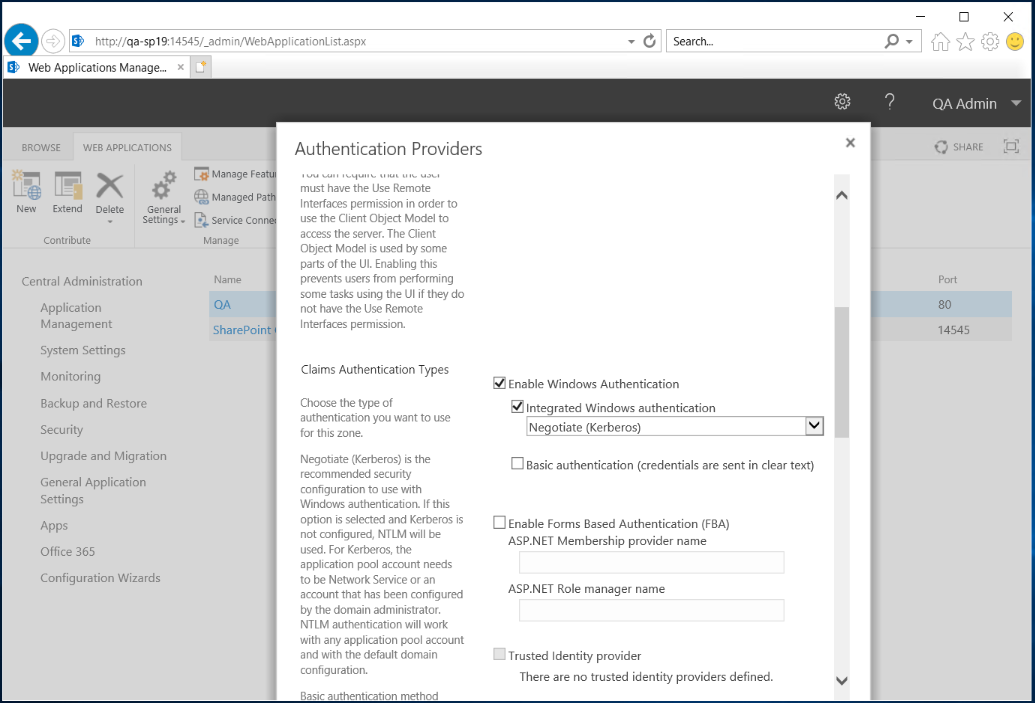 http://qa-sp19:14545/_admin/WebApplicationList.aspx
Search...
Web Applications Manage...
QA Admin
BROWSE
WEB APPLICATIONS
SHARE
New
Extend
Delete
General
Settings
Manage Featu
Managed Path
Service Connec
Contribute
Manage
Central Administration
Application
Management
System Settings
Monitoring
Backup and Restore
Security
Upgrade and Migration
General Application
Settings
Apps
Office 365
Configuration Wizards
Name
Port
QA
80
SharePoint
14545
Authentication Providers
You can require that the user
must have the Use Remote
Interfaces permission in order to
use the Client Object Model to
access the server. The Client
Object Model is used by some
parts of the UI. Enabling this
prevents users from performing
some tasks using the UI if they do
not have the Use Remote
Interfaces permission.
Claims Authentication Types
Choose the type of
authentication you want to use
for this zone.
Negotiate (Kerberos) is the
recommended security
configuration to use with
Windows authentication. If this
option is selected and Kerberos is
not configured, NTLM will be
used. For Kerberos, the
application pool account needs
to be Network Service or an
account that has been configured
by the domain administrator.
NTLM authentication will work
with any application pool account
and with the default domain
configuration.
Basic authentication method
Enable Windows Authentication
Integrated Windows authentication
Negotiate (Kerberos)
Basic authentication (credentials are sent in clear text)
Enable Forms Based Authentication (FBA)
ASP.NET Membership provider name
ASP.NET Role manager name
Trusted Identity provider
There are no trusted identity providers defined.